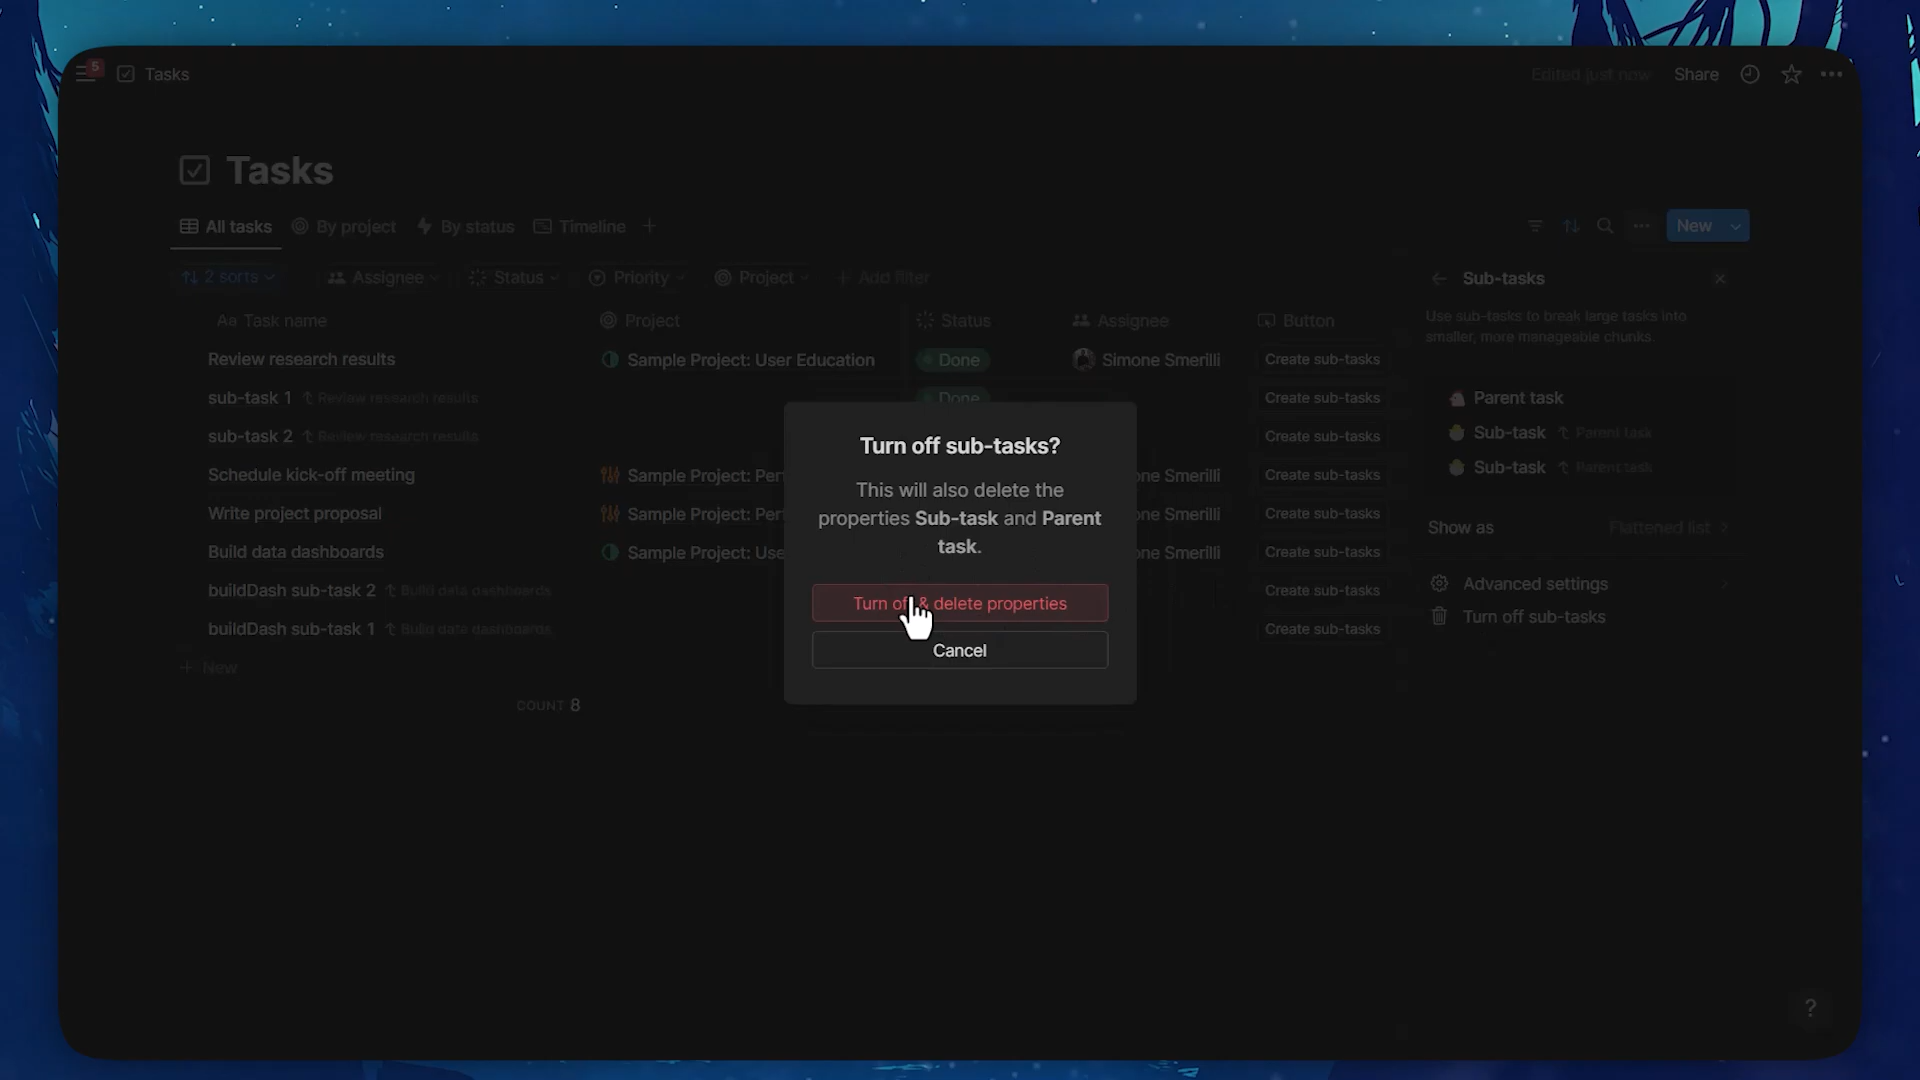 5
Tasks
Edited just now
Share
Tasks
All tasks
By project
By status
Timeline
New
2 sorts
Assignee
Status
Priority
Project
Add filter
Sub-tasks
Use sub-tasks to break large tasks into
smaller, more manageable chunks.
Aa Task name
Project
Status
Assignee
Button
Review research results
Sample Project: User Education
Done
Simone Smerilli
Create sub-tasks
sub-task 1 Review research results
Done
Create sub-tasks
Parent task
sub-task 2 Review research results
Create sub-tasks
Sub-task Parent task
Schedule kick-off meeting
Sample Project: Per
ne Smerilli
Create sub-tasks
Sub-task Parent task
Write project proposal
Sample Project: Per
ne Smerilli
Create sub-tasks
Show as
Flattened list
Build data dashboards
Sample Project: Use
ne Smerilli
Create sub-tasks
Advanced settings
buildDash sub-task 2 Build data dashboards
Create sub-tasks
Turn off sub-tasks
buildDash sub-task 1 Build data dashboards
Create sub-tasks
New
COUNT 8
Turn off sub-tasks?
This will also delete the
properties Sub-task and Parent
task.
Turn off & delete properties
Cancel
?